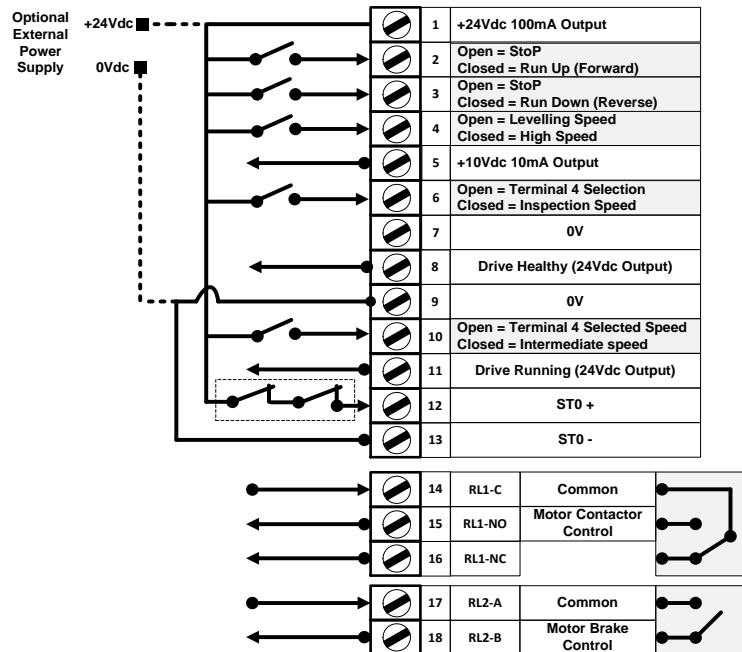 Optional
External
Power
Supply
+24Vdc
0Vdc
1 +24Vdc 100mA Output
2 Open = StoP
Closed = Run Up (Forward)
3 Open = StoP
Closed = Run Down (Reverse)
4 Open = Levelling Speed
Closed = High Speed
5 +10Vdc 10mA Output
6 Open = Terminal 4 Selection
Closed = Inspection Speed
7 0V
8 Drive Healthy (24Vdc Output)
9 0V
10 Open = Terminal 4 Selected Speed
Closed = Intermediate speed
11 Drive Running (24Vdc Output)
12 ST0 +
13 ST0 -
14 RL1-C Common
15 RL1-NO Motor Contactor
Control
16 RL1-NC
17 RL2-A Common
18 RL2-B Motor Brake
Control